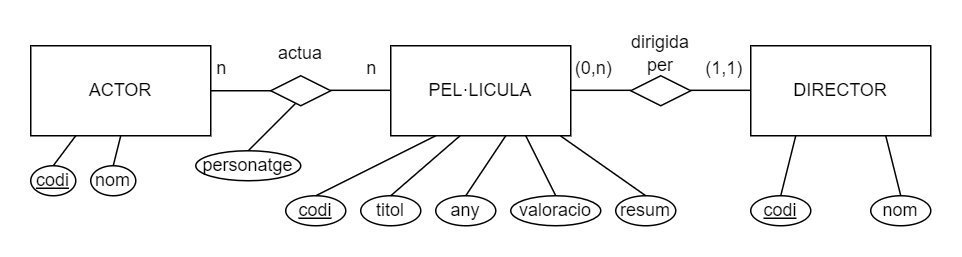 ACTOR
n
actua
n
PEL·LICULA
(0,n)
dirigida
per
(1,1)
DIRECTOR
personatge
codi
nom
codi
titol
any
valoracio
resum
codi
nom